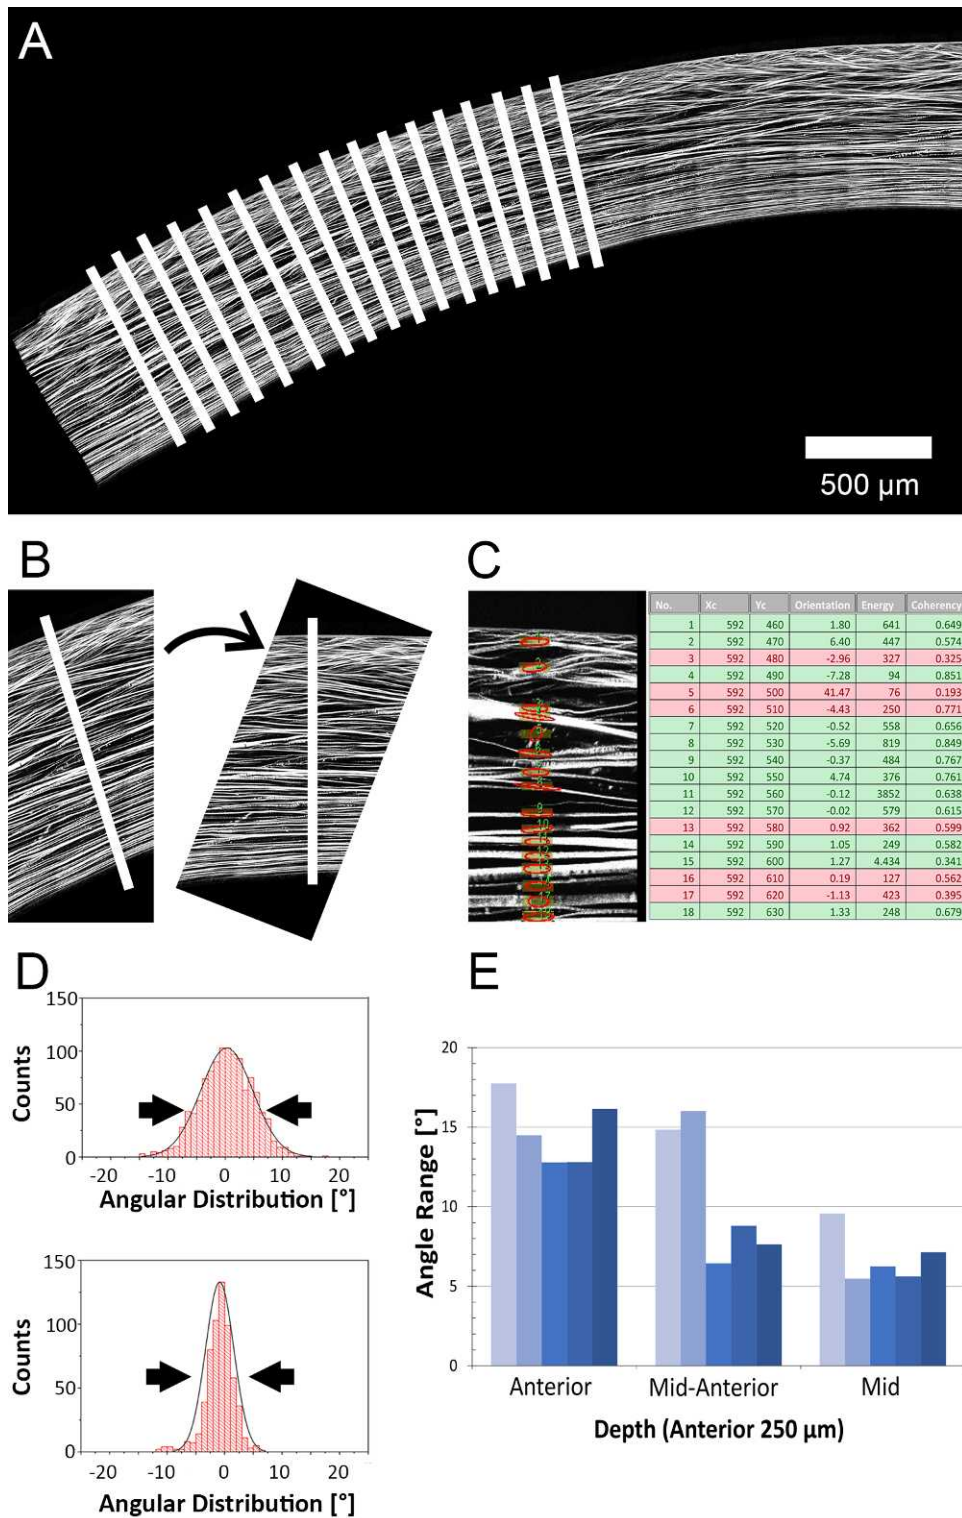 A
500 µm
B
C
No. Xc Yc Orientation Energy Coherency
1 592 460 1.80 641 0.649
2 592 470 6.40 447 0.574
3 592 480 -2.96 327 0.325
4 592 490 -7.28 94 0.851
5 592 500 41.47 76 0.193
6 592 510 -4.43 250 0.771
7 592 520 -0.52 558 0.656
8 592 530 -5.69 819 0.849
9 592 540 -0.37 484 0.767
10 592 550 4.74 376 0.761
11 592 560 -0.12 3852 0.638
12 592 570 -0.02 579 0.615
13 592 580 0.92 362 0.599
14 592 590 1.05 249 0.582
15 592 600 1.27 4.434 0.341
16 592 610 0.19 127 0.562
17 592 620 -1.13 423 0.395
18 592 630 1.33 248 0.679
D
150
100
50
0
Counts
-20 -10 0 10 20
Angular Distribution [°]
150
100
50
0
Counts
-20 -10 0 10 20
Angular Distribution [°]
E
20
15
10
5
0
Angle Range [°]
Anterior Mid-Anterior Mid
Depth (Anterior 250 µm)